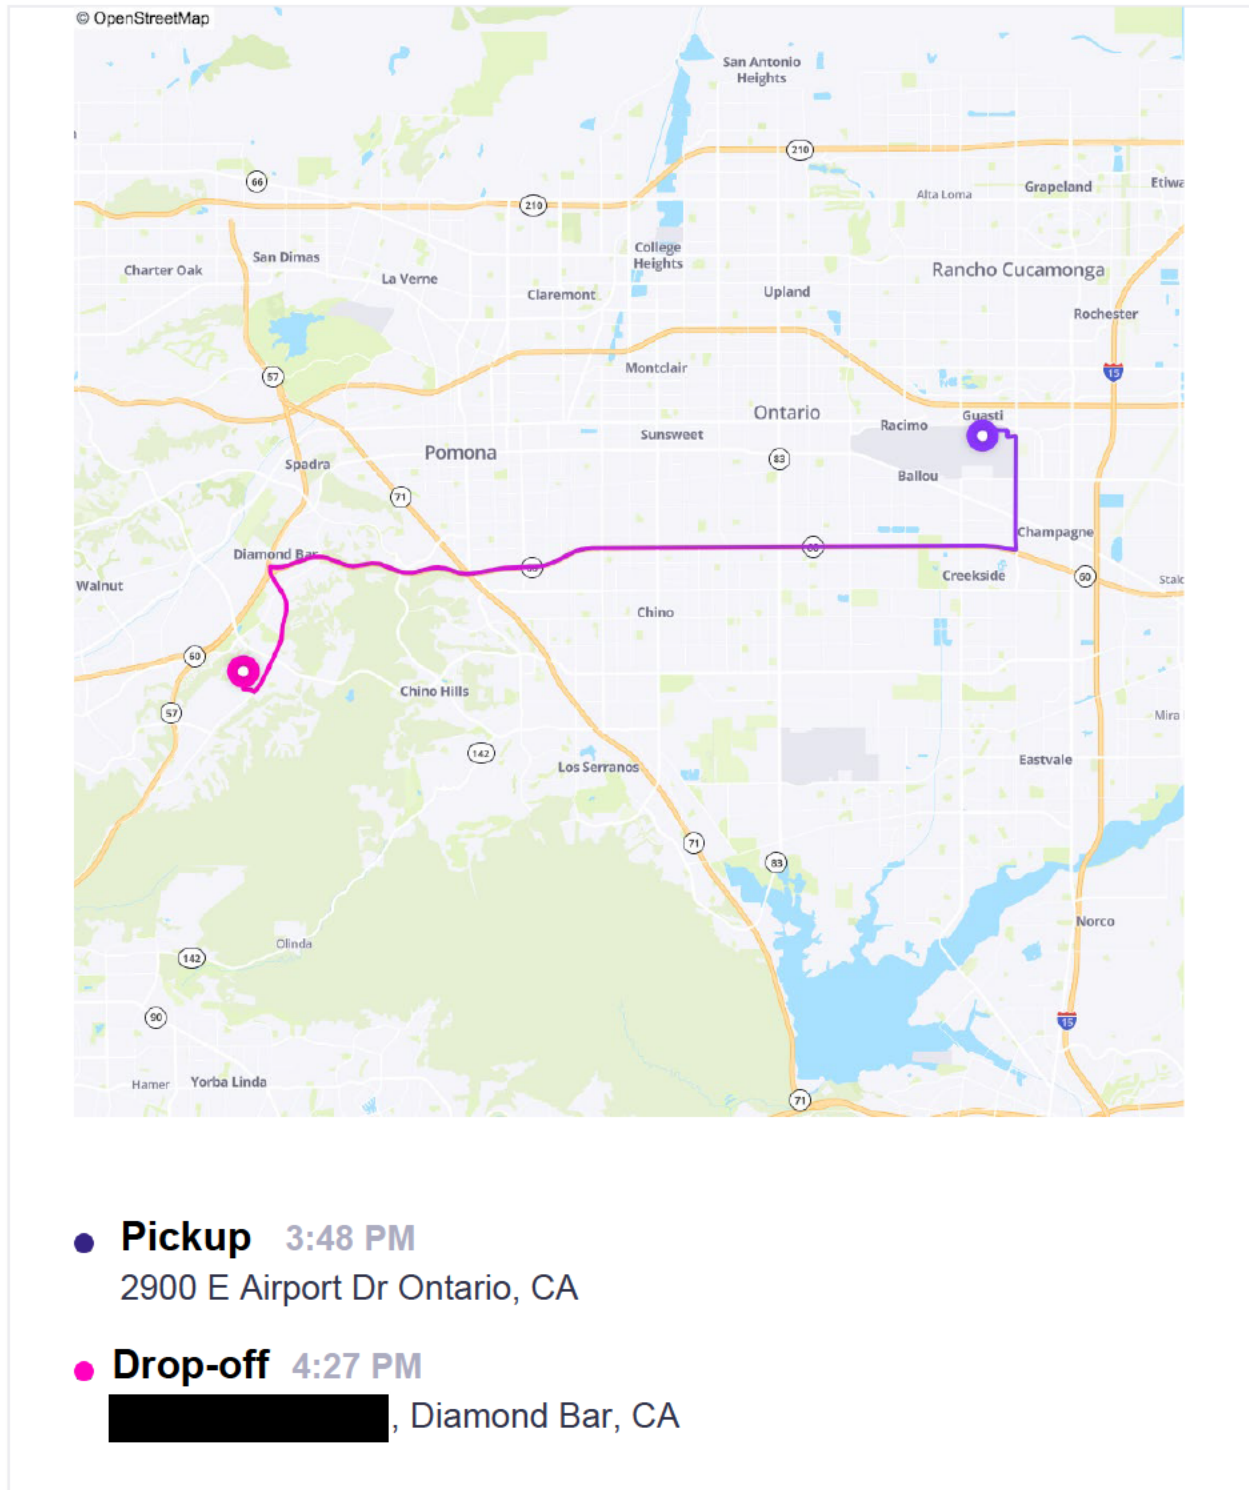 © OpenStreetMap
San Antonio
Heights
210
66
Alta Loma
Grapeland
Etiwa
210
College
Heights
San Dimas
Charter Oak
La Verne
Rancho Cucamonga
Claremont
Upland
Rochester
Montclair
15
57
Ontario
Guasti
Racimo
Sunsweet
Pomona
83
Spadra
Ballou
71
Champagne
Diamond Bar
60
Creekside
60
Walnut
Chino
60
Chino Hills
57
Mira
142
Eastvale
Los Serranos
71
83
Norco
Olinda
142
90
15
Hamer
Yorba Linda
71
Pickup 3:48 PM
2900 E Airport Dr Ontario, CA
Drop-off 4:27 PM
, Diamond Bar, CA